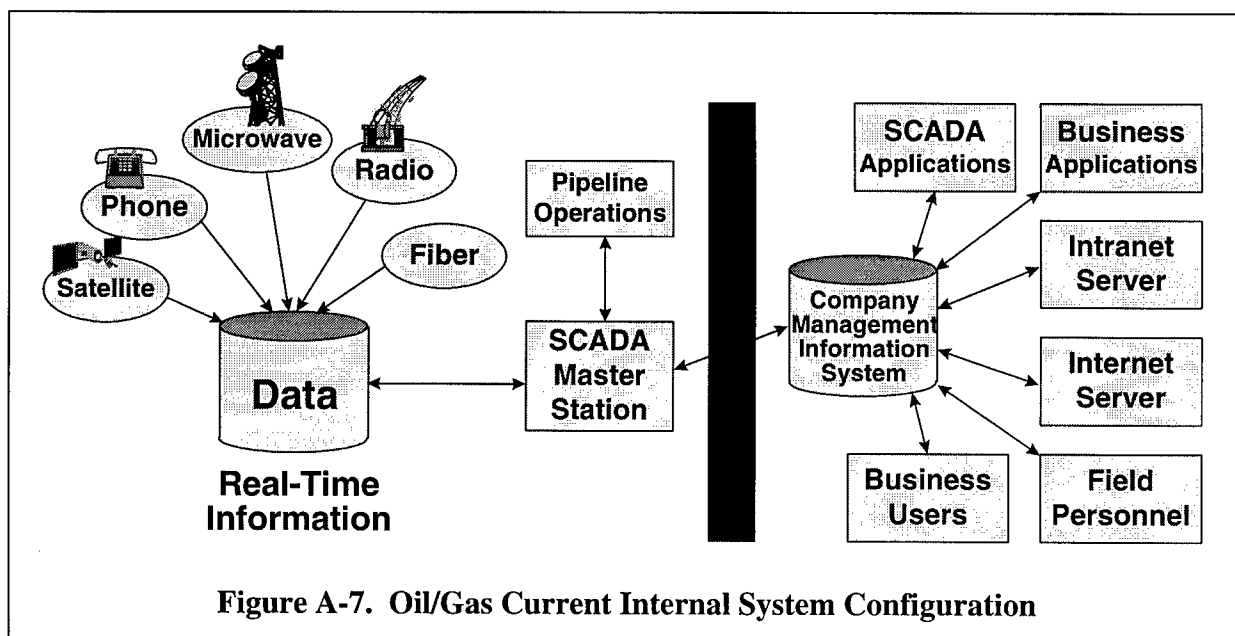 Microwave
Radio
Phone
Fiber
Satellite
Data
Real-Time
Information
Pipeline
Operations
SCADA
Master
Station
SCADA
Applications
Business
Applications
Company
Management
Information
System
Intranet
Server
Internet
Server
Business
Users
Field
Personnel
Figure A-7. Oil/Gas Current Internal System Configuration